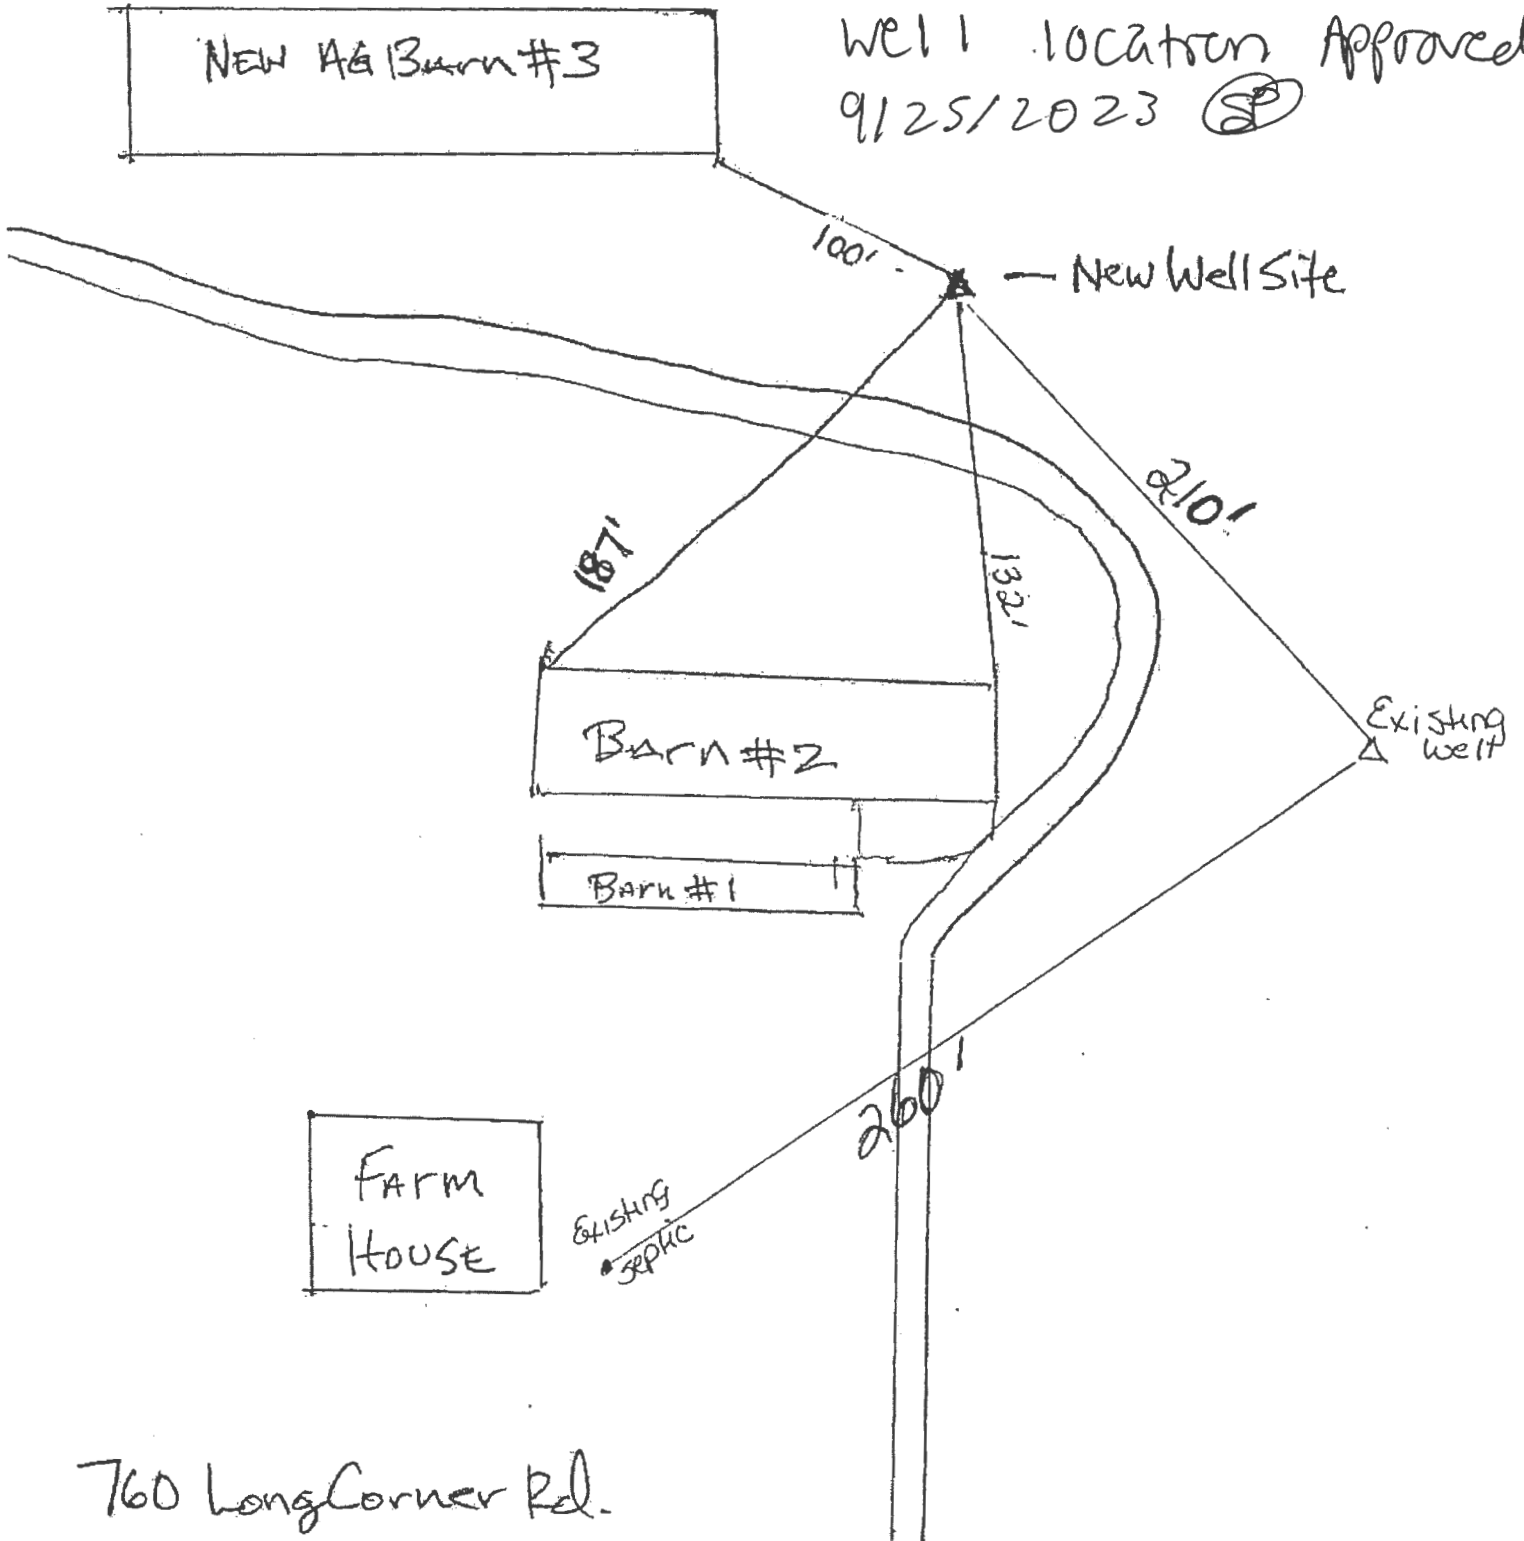 NEW AG Barn #3
Well location Approved
9/25/2023 SP
100'
New Well Site
210'
187'
132'
Existing
well
Barn #2
Barn #1
260'
FARM
HOUSE
Existing
septic
760 Long Corner Rd.